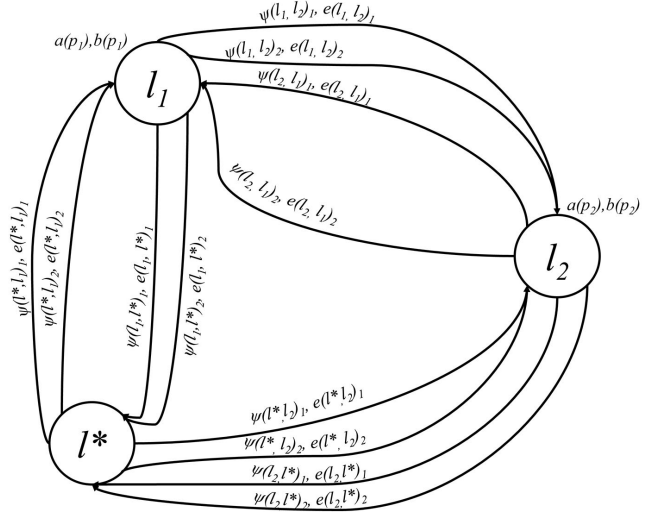 ψ(l₁, l₂)₁, e(l₁, l₂)₁
a(p₁),b(p₁)
ψ(l₁, l₂)₂, e(l₁, l₂)₂
l₁
ψ(l₂, l₁)₁, e(l₂, l₁)₁
ψ(l₂, l₁)₂, e(l₂, l₁)₂
a(p₂),b(p₂)
l₂
ψ(l*,l₁)₁, e(l*,l₁)₁
ψ(l*,l₁)₂, e(l*,l₁)₂
ψ(l₁,l*)₁, e(l₁, l*)₁
ψ(l₁,l*)₂, e(l₁, l*)₂
ψ(l*,l₂)₁, e(l*,l₂)₁
l*
ψ(l*,l₂)₂, e(l*,l₂)₂
ψ(l₂,l*)₁, e(l₂,l*)₁
ψ(l₂,l*)₂, e(l₂,l*)₂